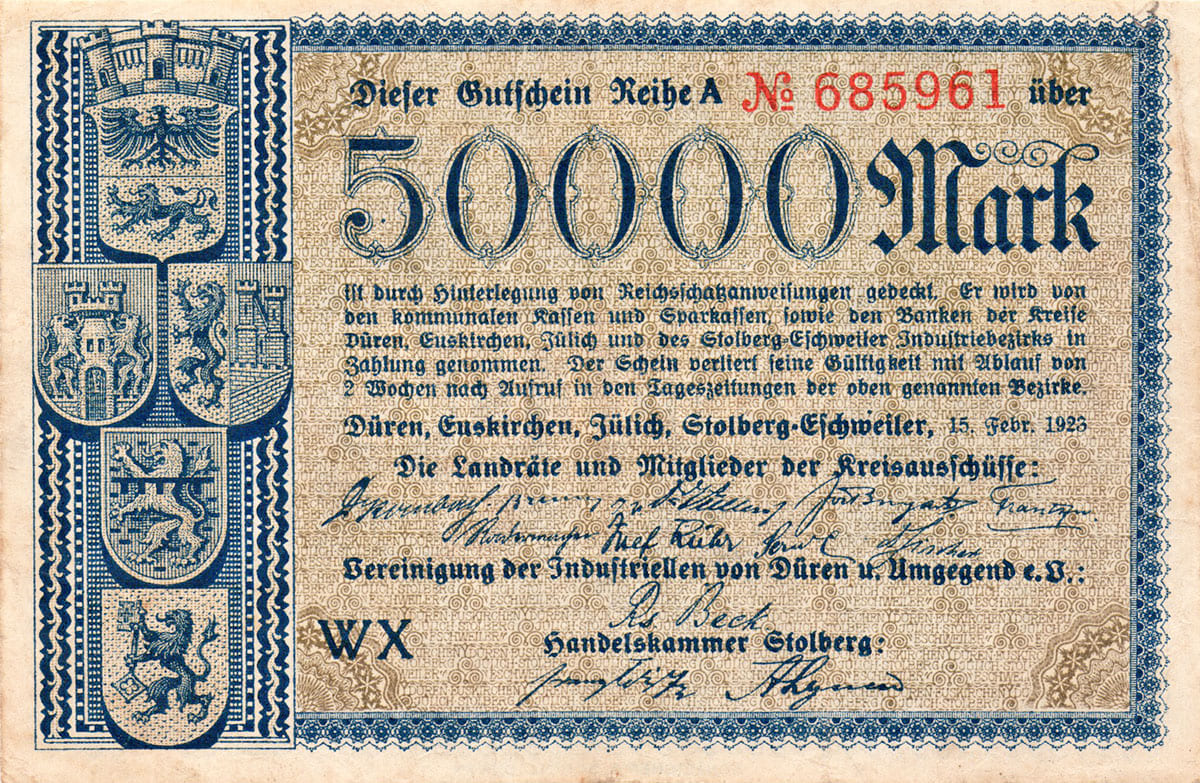 Dieser Gutschein Reihe A № 685961 über
50000 Mark
ist durch Hinterlegung von Reichsschatzanweisungen gedeckt. Er wird von
den kommunalen Kassen und Sparkassen, sowie den Banken der Kreise
Düren, Euskirchen, Jülich und des Stolberg-Eschweiler Industriebezirks in
Zahlung genommen. Der Schein verliert seine Gültigkeit mit Ablauf von
2 Wochen nach Aufruf in den Tageszeitungen der oben genannten Bezirke.
Düren, Euskirchen, Jülich, Stolberg-Eschweiler, 15. Febr. 1923
Die Landräte und Mitglieder der Kreisausschüsse:
Vereinigung der Industriellen von Düren u. Umgegend e.V.:
Beck
WX
Handelskammer Stolberg: